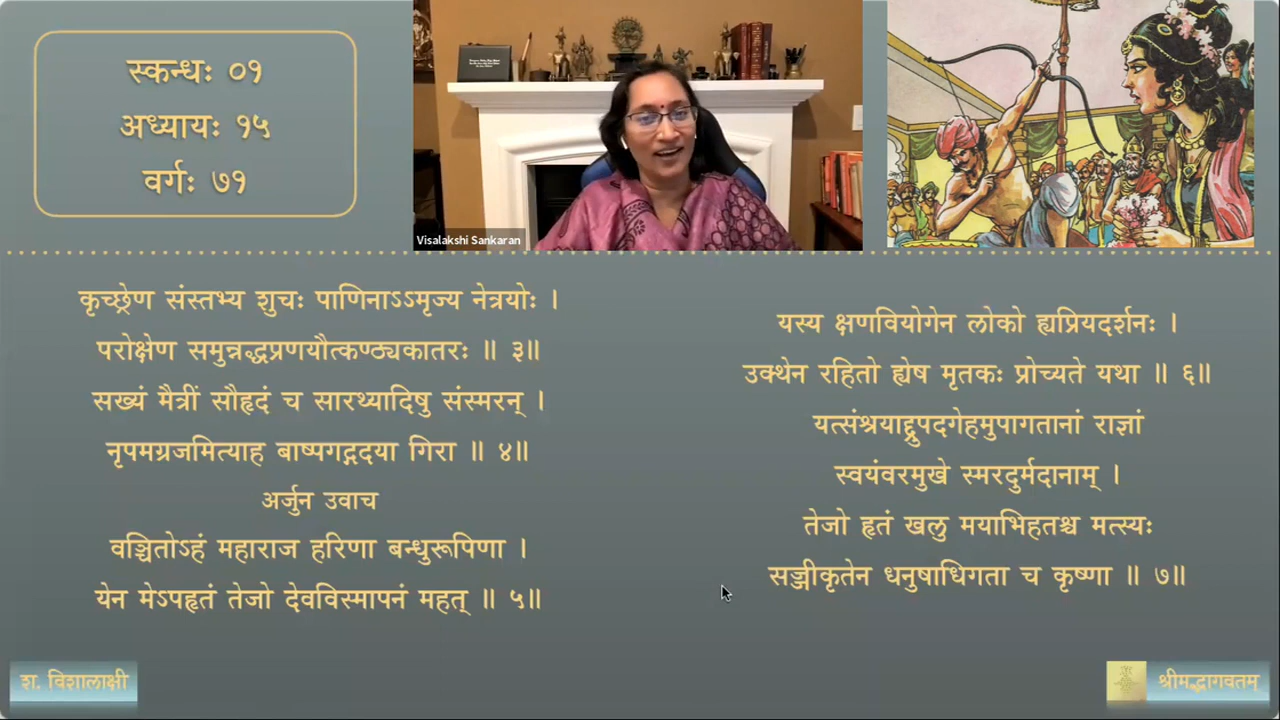 स्कन्धः ०१
अध्यायः १५
वर्गः ७१
Visalakshi Sankaran
कृच्छ्रेण संस्तभ्य शुचः पाणिनाऽऽमृज्य नेत्रयोः ।
परोक्षेण समुन्नद्धप्रणयौत्कण्ठ्यकातरः ॥ ३॥
सख्यं मैत्रीं सौहृदं च सारथ्यादिषु संस्मरन् ।
नृपमग्रजमित्याह बाष्पगद्गदया गिरा ॥ ४॥
अर्जुन उवाच
वञ्चितोऽहं महाराज हरिणा बन्धुरूपिणा ।
येन मेऽपहृतं तेजो देवविस्मापनं महत् ॥ ५॥
यस्य क्षणवियोगेन लोको ह्यप्रियदर्शनः ।
उक्थेन रहितो ह्येष मृतकः प्रोच्यते यथा ॥ ६॥
यत्संश्रयाद्द्रुपदगेहमुपागतानां राज्ञां
स्वयंवरमुखे स्मरदुर्मदानाम् ।
तेजो हृतं खलु मयाभिहतश्च मत्स्यः
सज्जीकृतेन धनुषाधिगता च कृष्णा ॥ ७॥
श. विशालाक्षी
श्रीमद्भागवतम्